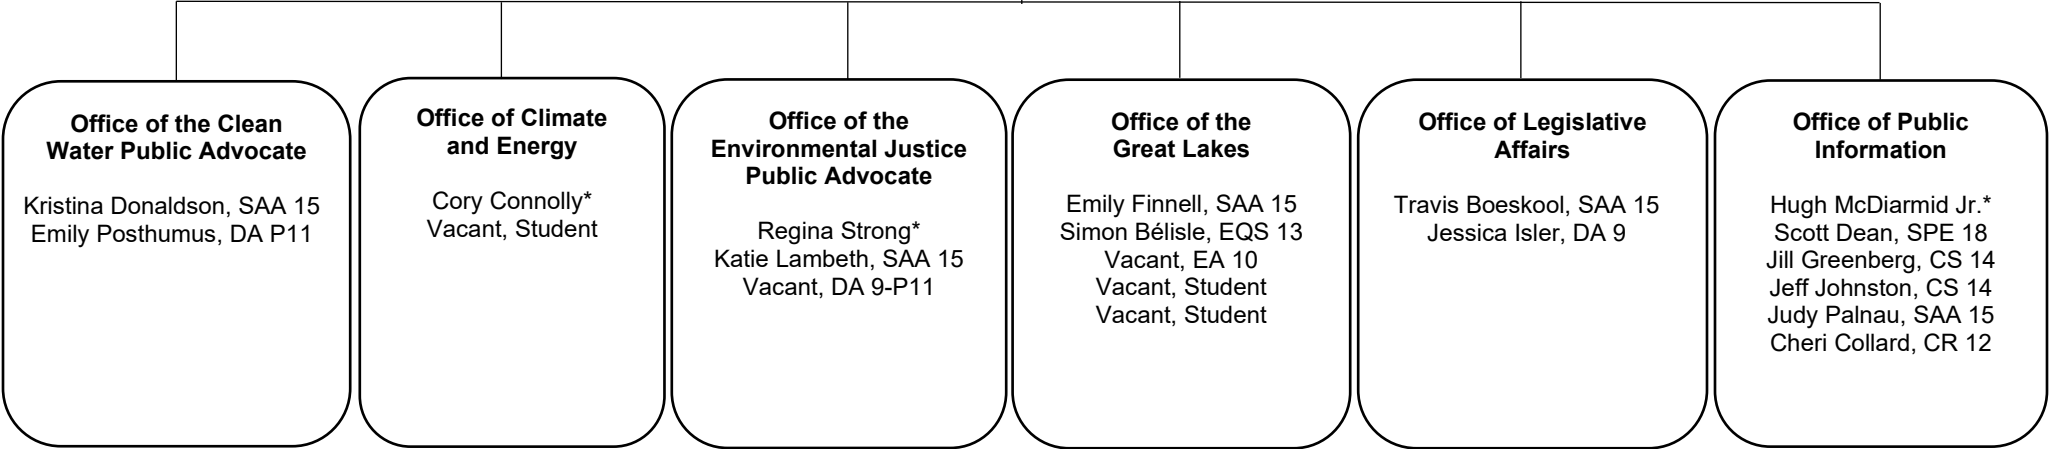 Office of the Clean
Water Public Advocate
Kristina Donaldson, SAA 15
Emily Posthumus, DA P11
Office of Climate
and Energy
Cory Connolly*
Vacant, Student
Office of the
Environmental Justice
Public Advocate
Regina Strong*
Katie Lambeth, SAA 15
Vacant, DA 9-P11
Office of the
Great Lakes
Emily Finnell, SAA 15
Simon Bélisle, EQS 13
Vacant, EA 10
Vacant, Student
Vacant, Student
Office of Legislative
Affairs
Travis Boeskool, SAA 15
Jessica Isler, DA 9
Office of Public
Information
Hugh McDiarmid Jr.*
Scott Dean, SPE 18
Jill Greenberg, CS 14
Jeff Johnston, CS 14
Judy Palnau, SAA 15
Cheri Collard, CR 12